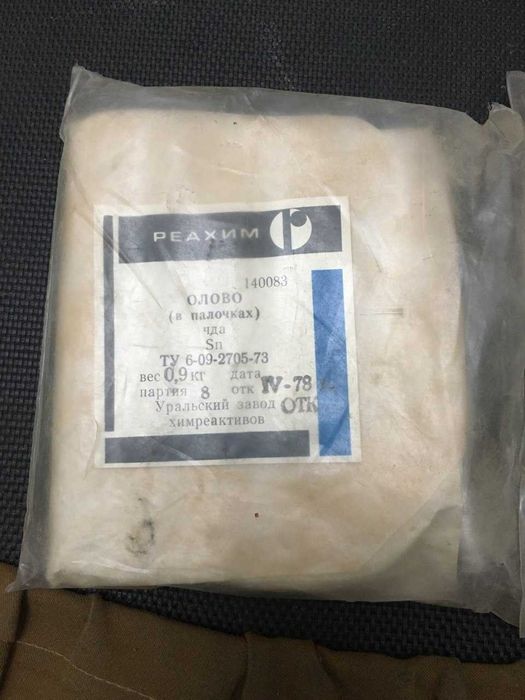 РЕАХИМ
140083
ОЛОВО
(в палочках)
чда
Sn
ТУ 6-09-2705-73
вес 0,9 кг дата IV-78
партия 8 отк ОТК
Уральский завод
химреактивов